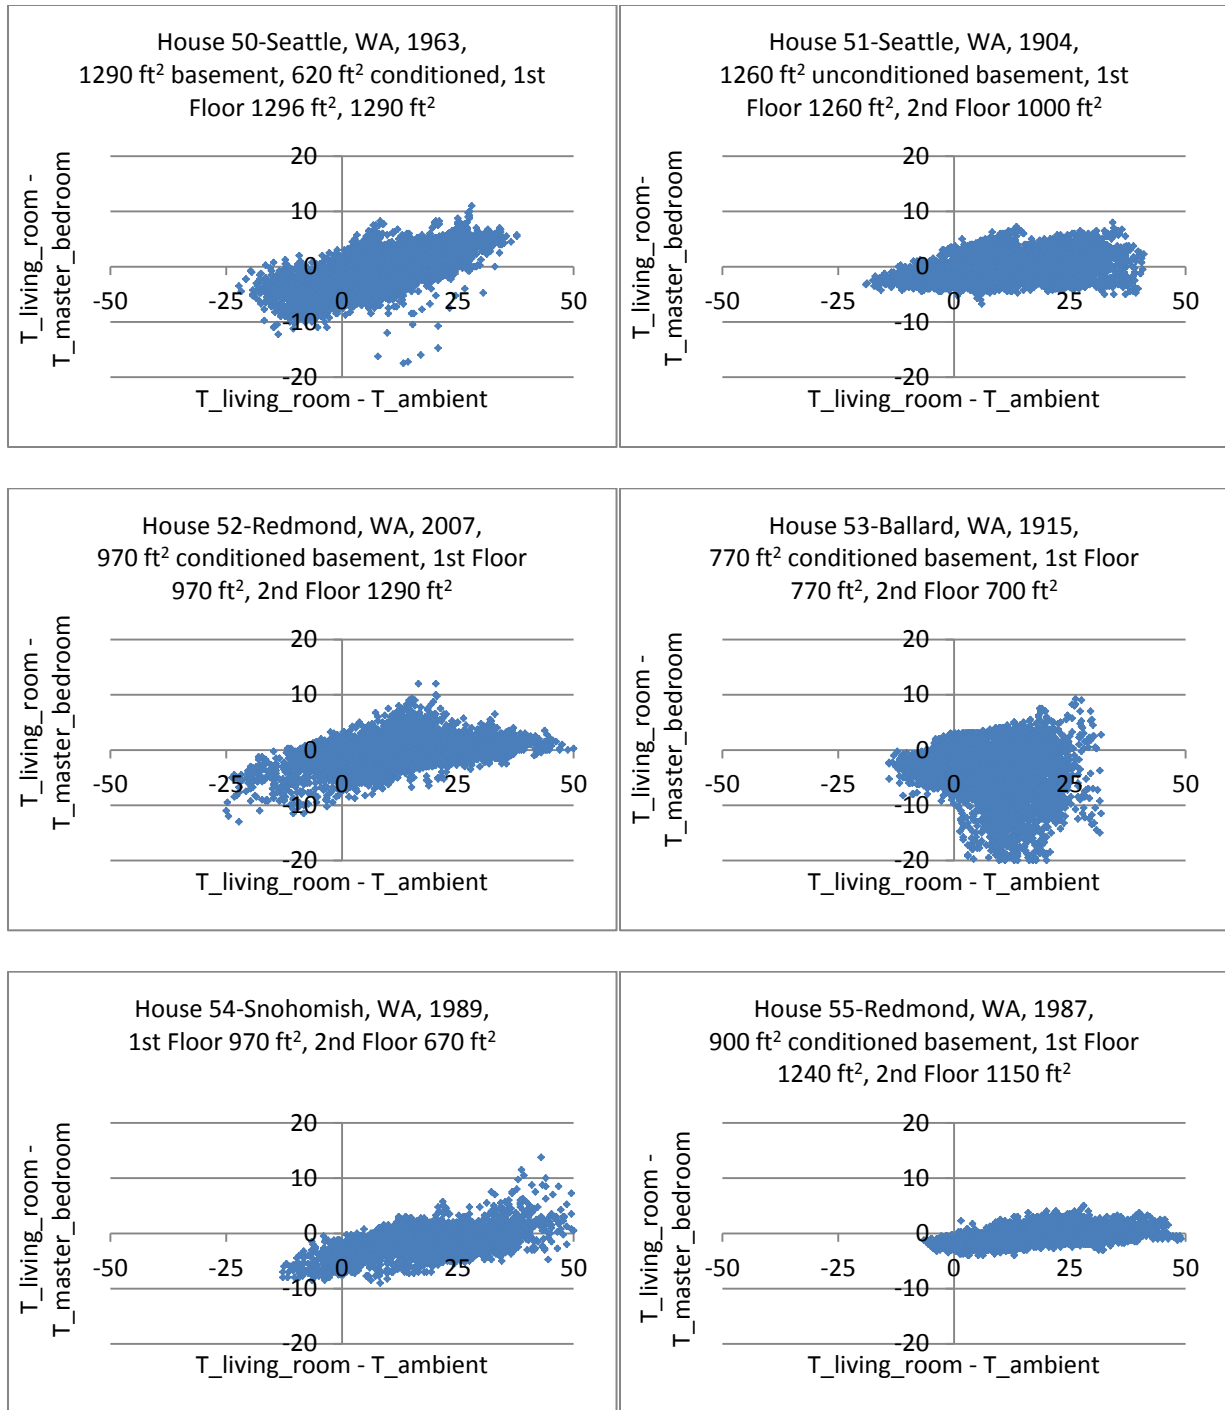 House 50-Seattle, WA, 1963,
1290 ft² basement, 620 ft² conditioned, 1st
Floor 1296 ft², 1290 ft²
T_living_room -
T_master_bedroom
20
10
0
-10
-20
-50
-25
0
25
50
T_living_room - T_ambient
House 51-Seattle, WA, 1904,
1260 ft² unconditioned basement, 1st
Floor 1260 ft², 2nd Floor 1000 ft²
T_living_room-
T_master_bedroom
20
10
0
-10
-20
-50
-25
0
25
50
T_living_room - T_ambient
House 52-Redmond, WA, 2007,
970 ft² conditioned basement, 1st Floor
970 ft², 2nd Floor 1290 ft²
T_living_room -
T_master_bedroom
20
10
0
-10
-20
-50
-25
0
25
50
T_living_room - T_ambient
House 53-Ballard, WA, 1915,
770 ft² conditioned basement, 1st Floor
770 ft², 2nd Floor 700 ft²
T_living_room -
T_master_bedroom
20
10
0
-10
-20
-50
-25
0
25
50
T_living_room - T_ambient
House 54-Snohomish, WA, 1989,
1st Floor 970 ft², 2nd Floor 670 ft²
T_living_room -
T_master_bedroom
20
10
0
-10
-20
-50
-25
0
25
50
T_living_room - T_ambient
House 55-Redmond, WA, 1987,
900 ft² conditioned basement, 1st Floor
1240 ft², 2nd Floor 1150 ft²
T_living_room -
T_master_bedroom
20
10
0
-10
-20
-50
-25
0
25
50
T_living_room - T_ambient